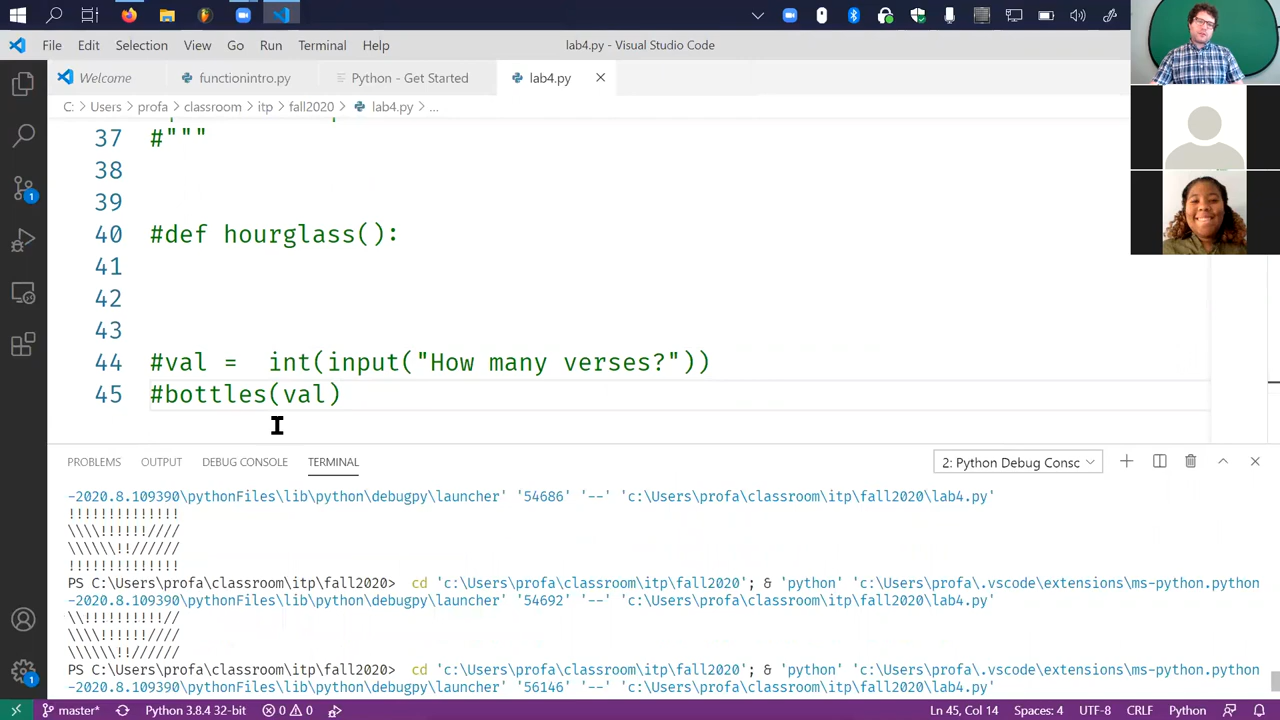 File Edit Selection View Go Run Terminal Help
lab4.py - Visual Studio Code
Welcome functionintro.py Python - Get Started lab4.py
C: > Users > profa > classroom > itp > fall2020 > lab4.py > ...
37 #"""
38
39
40 #def hourglass():
41
42
43
44 #val =  int(input("How many verses?"))
45 #bottles(val)
PROBLEMS OUTPUT DEBUG CONSOLE TERMINAL
2: Python Debug Consc
-2020.8.109390\pythonFiles\lib\python\debugpy\launcher' '54686' '--' 'c:\Users\profa\classroom\itp\fall2020\lab4.py'
!!!!!!!!!!!!!!
\\\\!!!!!!////
\\\\\\!!//////
!!!!!!!!!!!!!!
PS C:\Users\profa\classroom\itp\fall2020>  cd 'c:\Users\profa\classroom\itp\fall2020'; & 'python' 'c:\Users\profa\.vscode\extensions\ms-python.python
-2020.8.109390\pythonFiles\lib\python\debugpy\launcher' '54692' '--' 'c:\Users\profa\classroom\itp\fall2020\lab4.py'
\\!!!!!!!!!!//
\\\\!!!!!!////
\\\\\\!!//////
PS C:\Users\profa\classroom\itp\fall2020>  cd 'c:\Users\profa\classroom\itp\fall2020'; & 'python' 'c:\Users\profa\.vscode\extensions\ms-python.python
-2020.8.109390\pythonFiles\lib\python\debugpy\launcher' '56146' '--' 'c:\Users\profa\classroom\itp\fall2020\lab4.py'
master* Python 3.8.4 32-bit 0 0 Ln 45, Col 14 Spaces: 4 UTF-8 CRLF Python